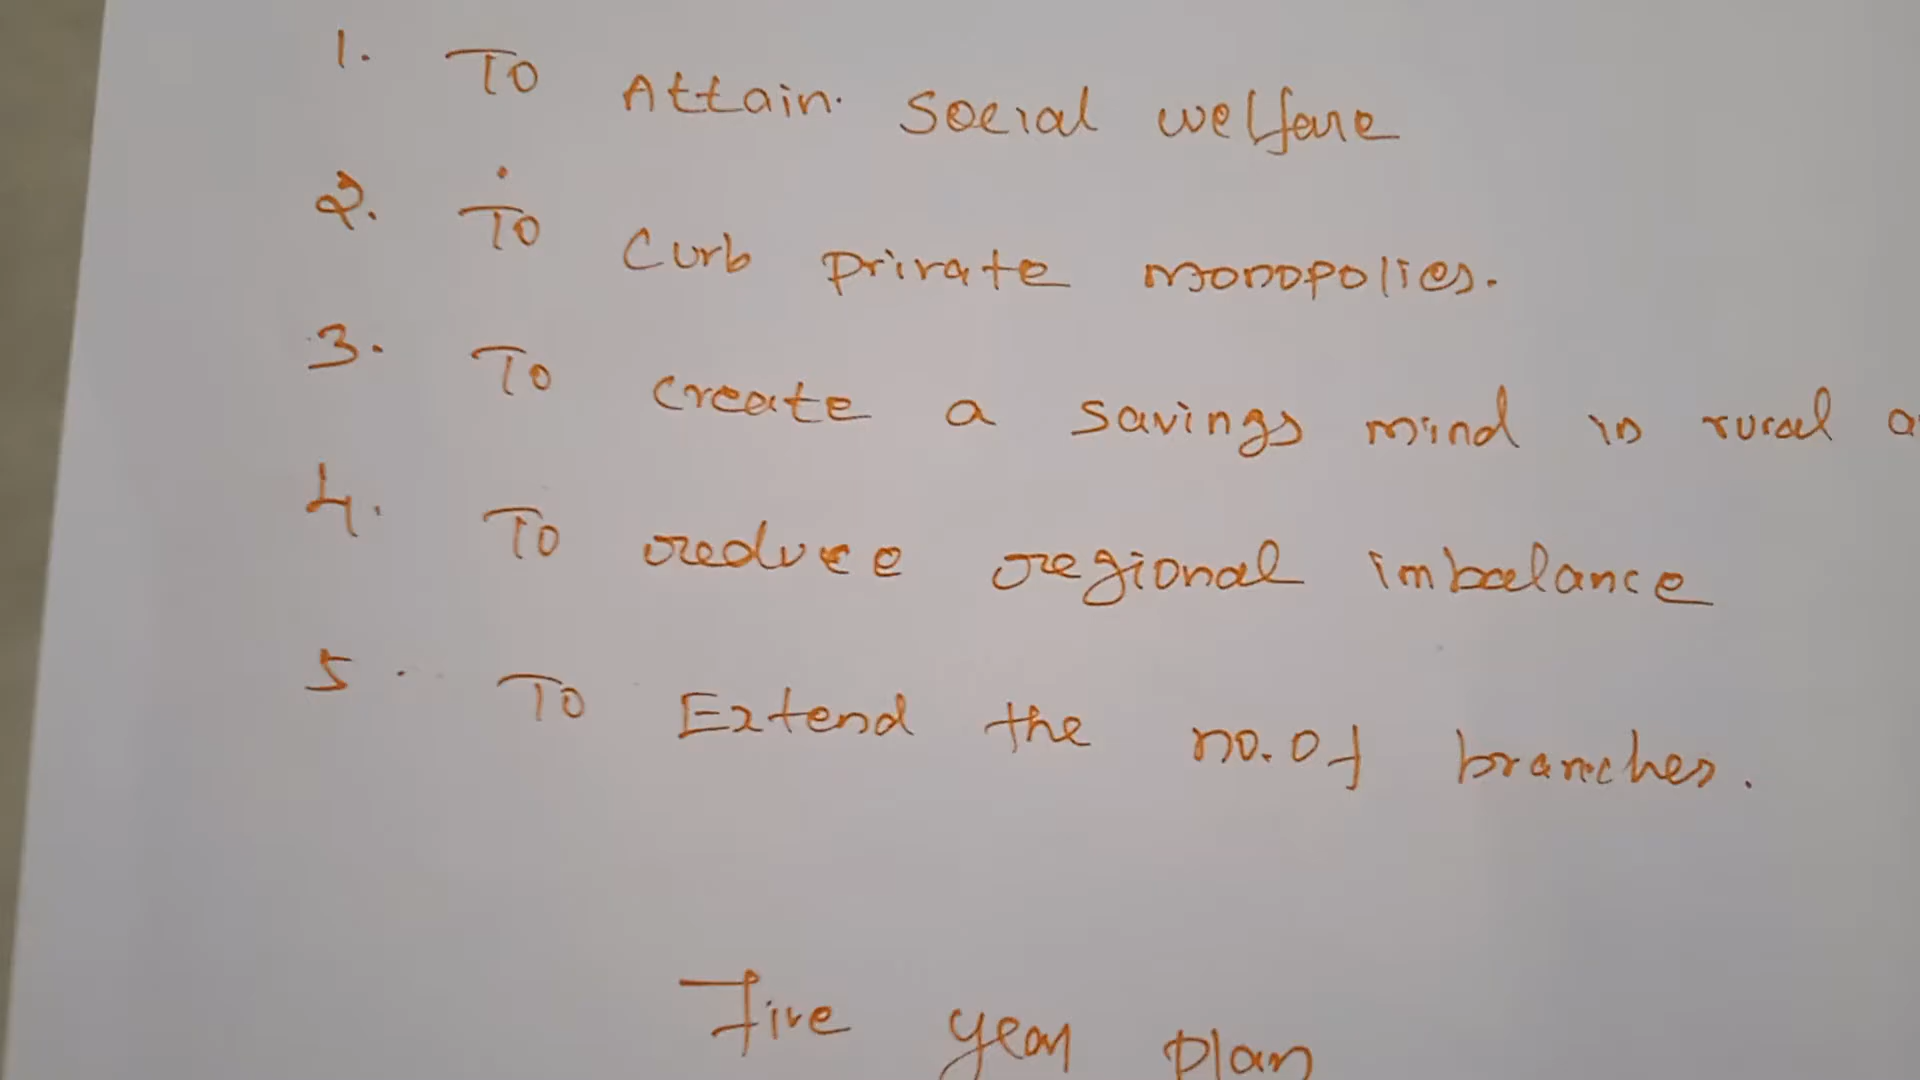 1. To Attain Social welfare
2. To Curb private monopolies.
3. To create a savings mind in rural
4. To reduce regional imbalance
5. To Extend the no.of branches.
Five year plan